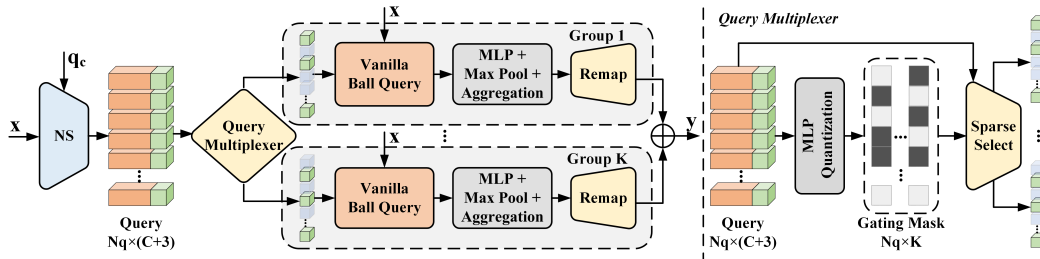 x
q_c
NS
Query
Nq×(C+3)
Query
Multiplexer
x
Group 1
Vanilla
Ball Query
MLP +
Max Pool +
Aggregation
Remap
x
Group K
Vanilla
Ball Query
MLP +
Max Pool +
Aggregation
Remap
y
Query Multiplexer
Query
Nq×(C+3)
MLP
Quantization
Gating Mask
Nq×K
Sparse
Select